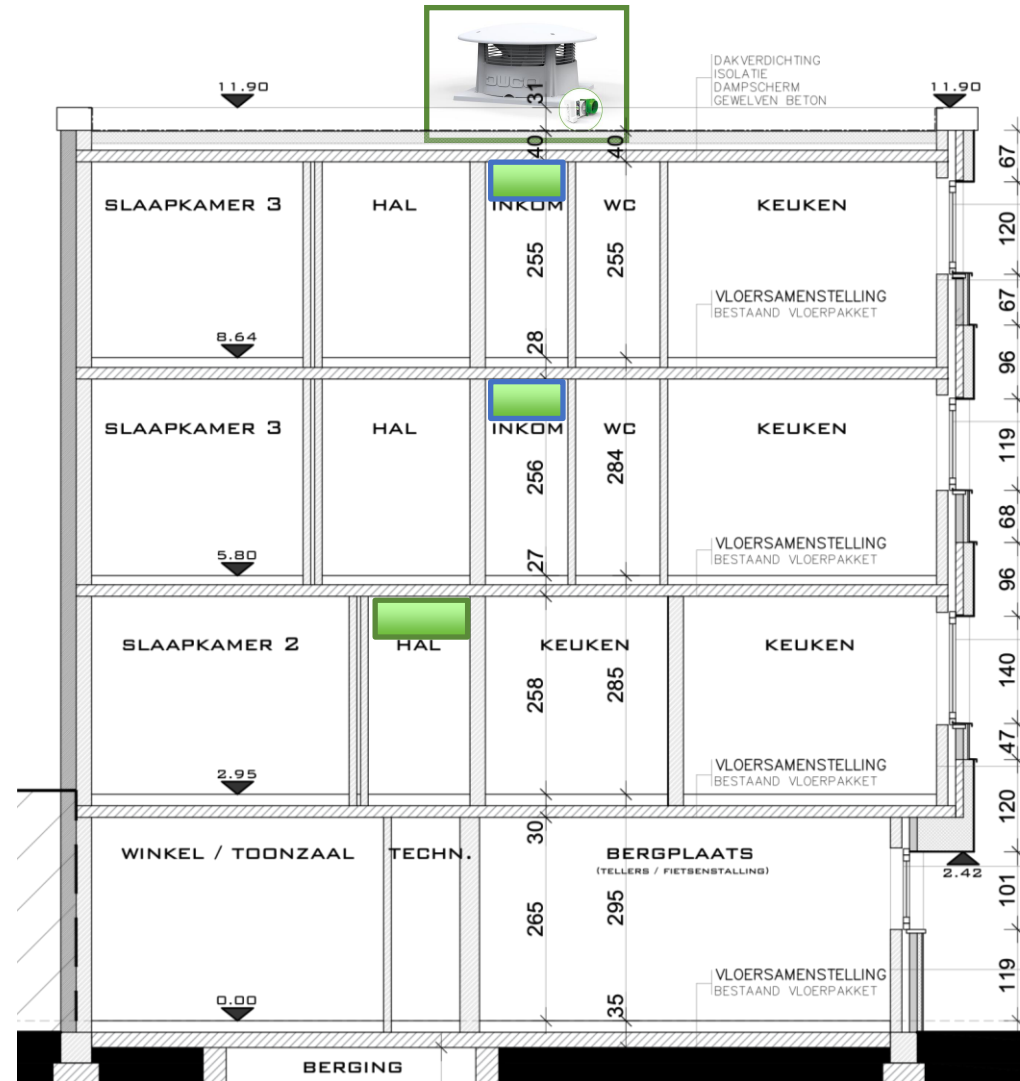 DUCO
DAKVERDICHTING
ISOLATIE
DAMPSCHERM
GEWELVEN BETON
11.90
11.90
31
40
40
67
SLAAPKAMER 3
HAL
INKOM
WC
KEUKEN
120
255
255
VLOERSAMENSTELLING
BESTAAND VLOERPAKKET
67
8.64
28
96
SLAAPKAMER 3
HAL
INKOM
WC
KEUKEN
119
256
284
68
VLOERSAMENSTELLING
BESTAAND VLOERPAKKET
5.80
27
96
SLAAPKAMER 2
HAL
KEUKEN
KEUKEN
140
258
285
47
VLOERSAMENSTELLING
BESTAAND VLOERPAKKET
2.95
120
30
WINKEL / TOONZAAL
TECHN.
BERGPLAATS
(TELLERS / FIETSENSTALLING)
2.42
101
265
295
119
VLOERSAMENSTELLING
BESTAAND VLOERPAKKET
0.00
35
BERGING